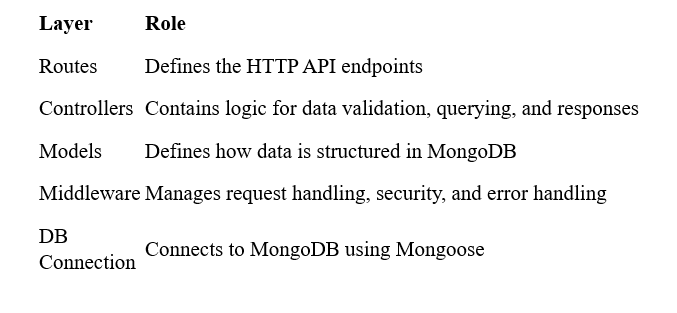 Layer Role
Routes Defines the HTTP API endpoints
Controllers Contains logic for data validation, querying, and responses
Models Defines how data is structured in MongoDB
Middleware Manages request handling, security, and error handling
DB
Connection Connects to MongoDB using Mongoose